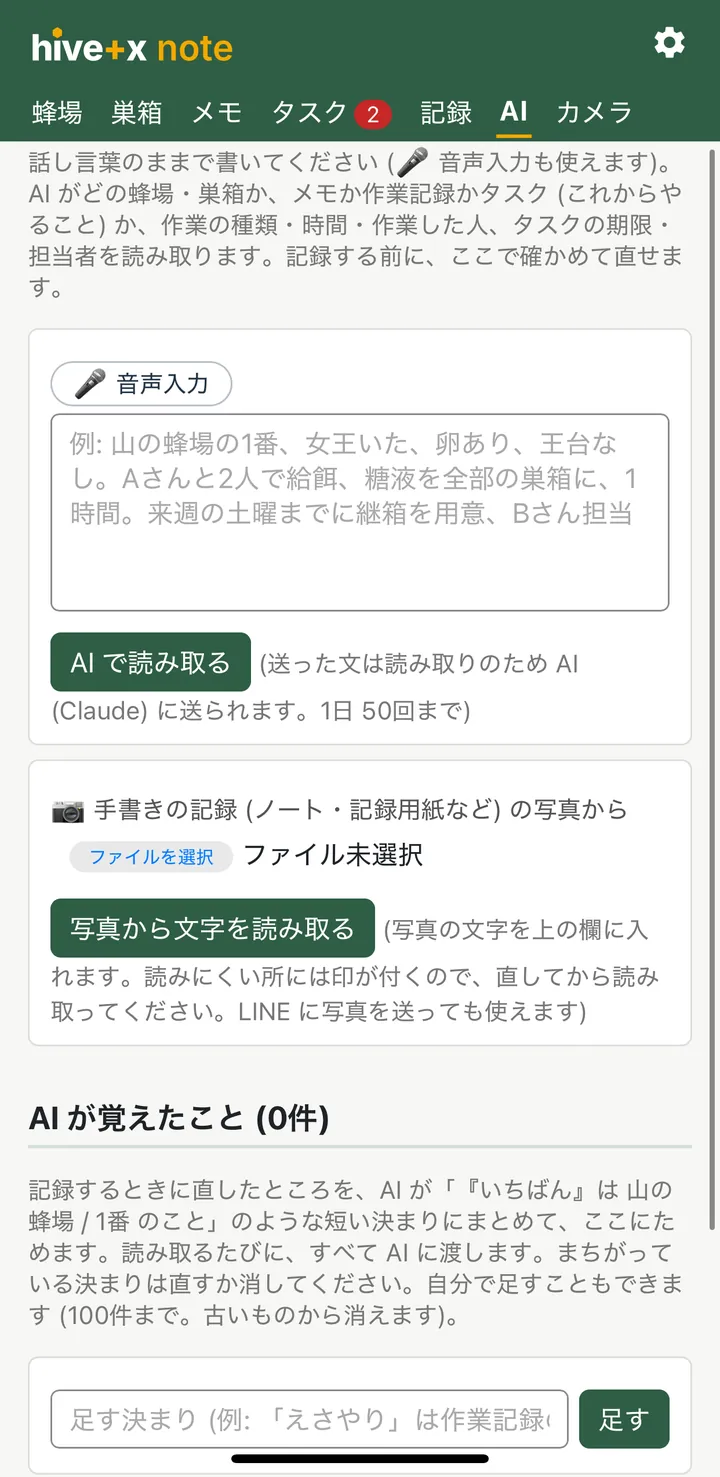 hive+x note
蜂場 巣箱 メモ タスク 2 記録 AI カメラ
話し言葉のままで書いてください (🎤 音声入力も使えます)。
AI がどの蜂場・巣箱か、メモか作業記録かタスク (これからや
ること) か、作業の種類・時間・作業した人、タスクの期限・
担当者を読み取ります。記録する前に、ここで確かめて直せま
す。
🎤 音声入力
例: 山の蜂場の1番、女王いた、卵あり、王台な
し。Aさんと2人で給餌、糖液を全部の巣箱に、1
時間。来週の土曜までに継箱を用意、Bさん担当
AI で読み取る (送った文は読み取りのため AI
(Claude) に送られます。1日 50回まで)
📷 手書きの記録 (ノート・記録用紙など) の写真から
ファイルを選択 ファイル未選択
写真から文字を読み取る (写真の文字を上の欄に入
れます。読みにくい所には印が付くので、直してから読み
取ってください。LINE に写真を送っても使えます)
AI が覚えたこと (0件)
記録するときに直したところを、AI が「『いちばん』は 山の
蜂場 / 1番 のこと」のような短い決まりにまとめて、ここにた
めます。読み取るたびに、すべて AI に渡します。まちがって
いる決まりは直すか消してください。自分で足すこともできま
す (100件まで。古いものから消えます)。
足す決まり (例: 「えさやり」は作業記録 足す